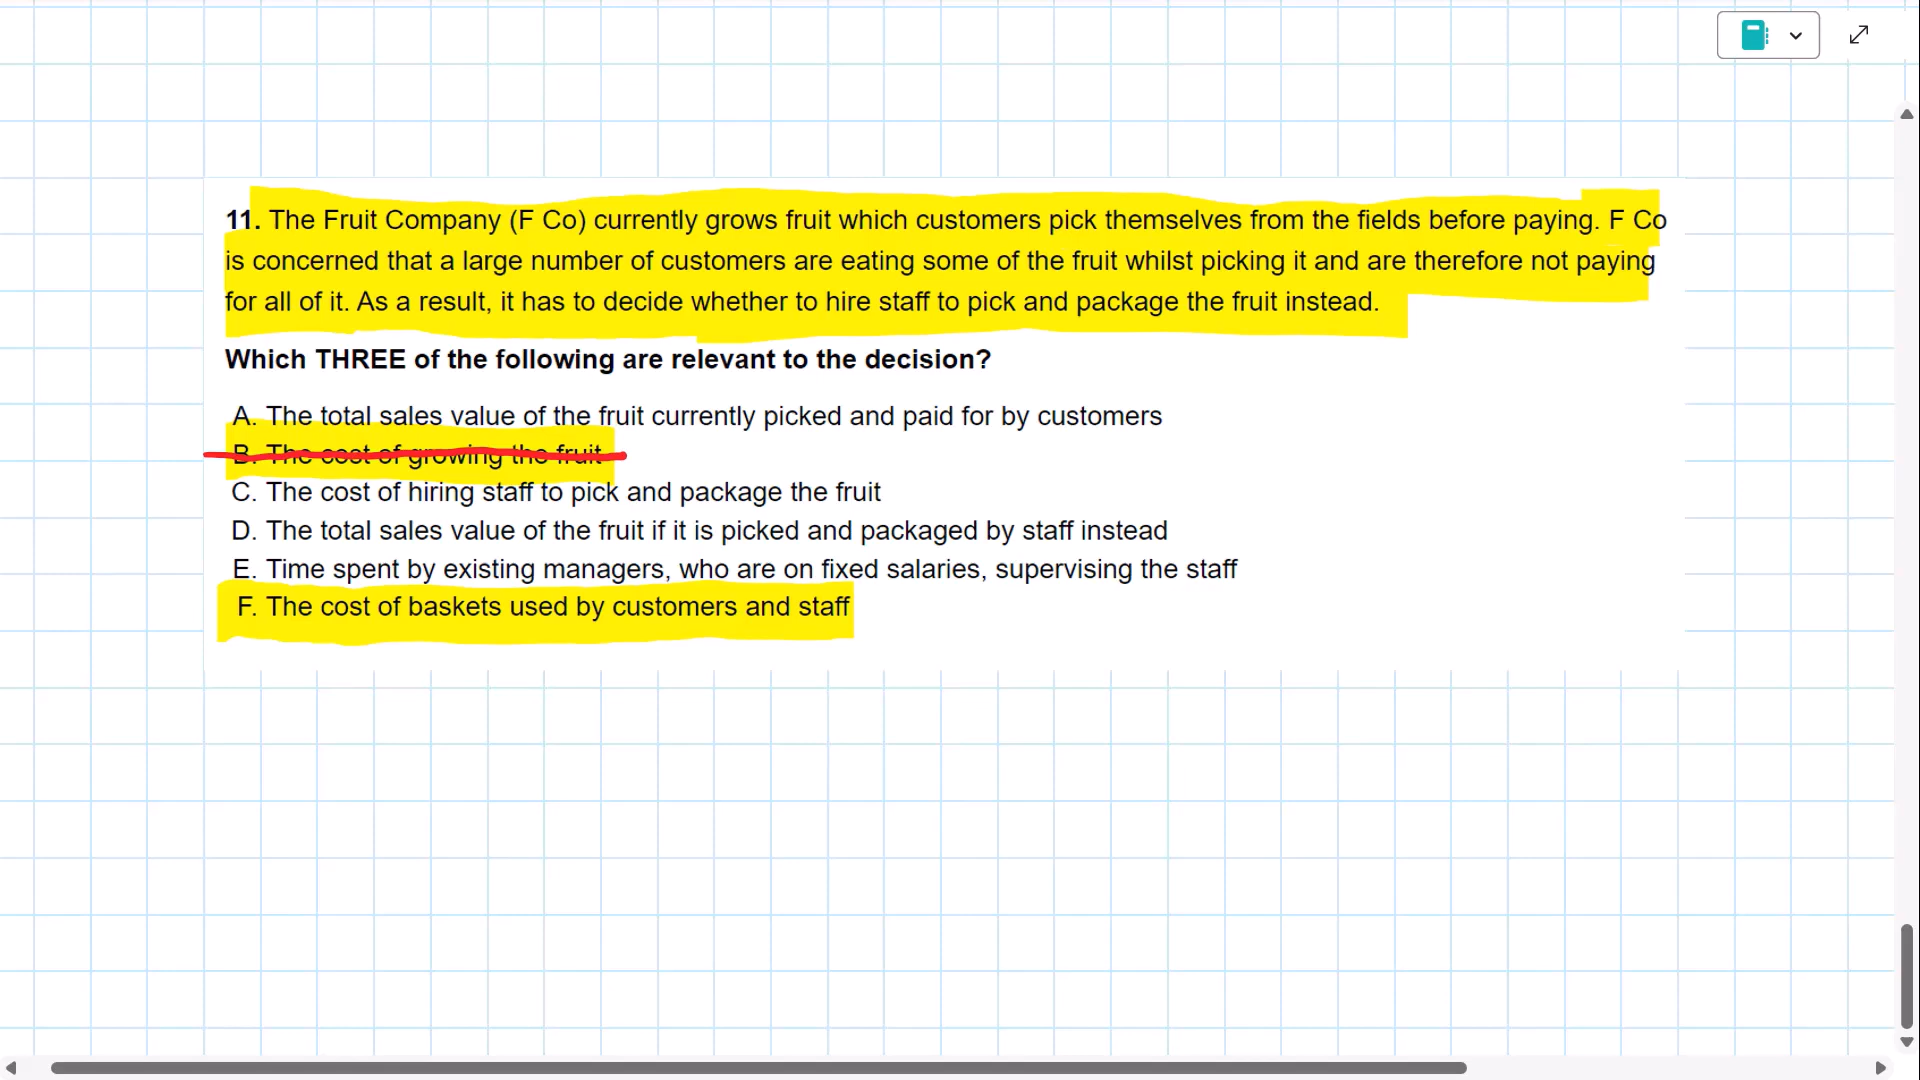 11. The Fruit Company (F Co) currently grows fruit which customers pick themselves from the fields before paying. F Co
is concerned that a large number of customers are eating some of the fruit whilst picking it and are therefore not paying
for all of it. As a result, it has to decide whether to hire staff to pick and package the fruit instead.
Which THREE of the following are relevant to the decision?
A. The total sales value of the fruit currently picked and paid for by customers
B. The cost of growing the fruit
C. The cost of hiring staff to pick and package the fruit
D. The total sales value of the fruit if it is picked and packaged by staff instead
E. Time spent by existing managers, who are on fixed salaries, supervising the staff
F. The cost of baskets used by customers and staff